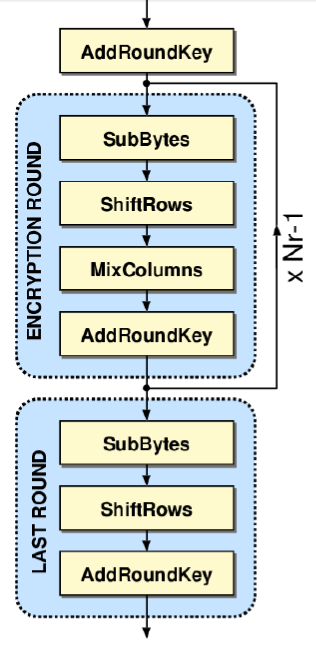 AddRoundKey
ENCRYPTION ROUND
SubBytes
ShiftRows
MixColumns
AddRoundKey
x Nr-1
LAST ROUND
SubBytes
ShiftRows
AddRoundKey